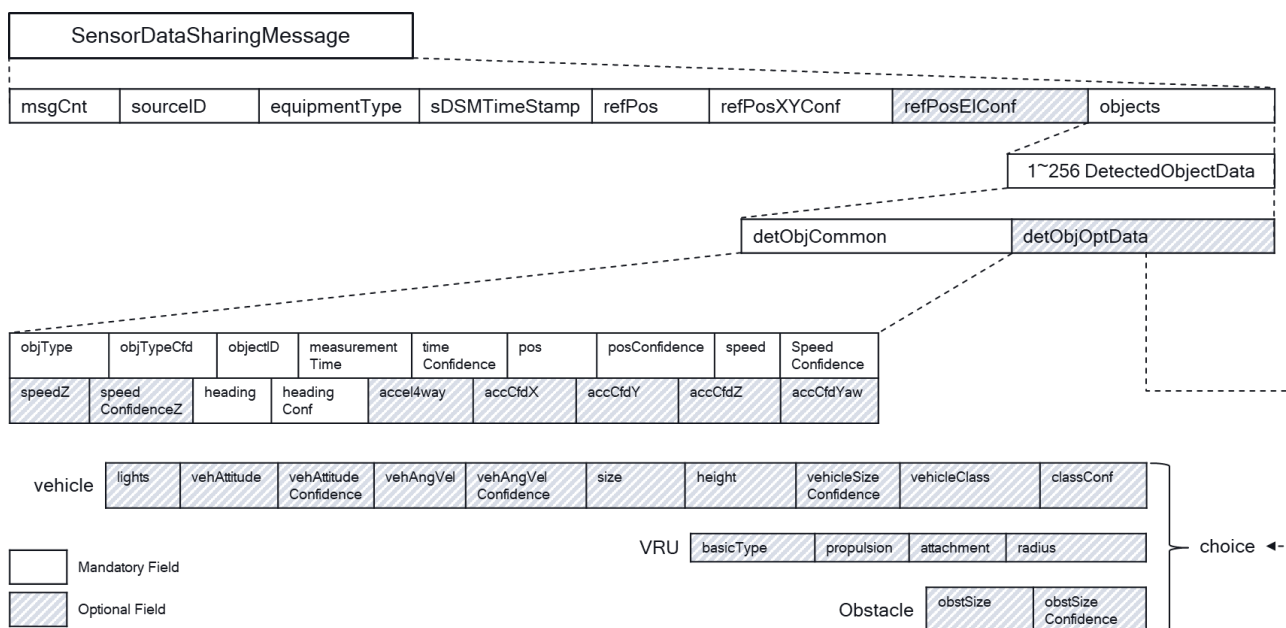 SensorDataSharingMessage
msgCnt sourceID equipmentType sDSMTimeStamp refPos refPosXYConf refPosElConf objects
1~256 DetectedObjectData
detObjCommon detObjOptData
objType objTypeCfd objectID measurement time pos posConfidence speed Speed
Time Confidence Confidence
speedZ speed heading heading accel4way accCfdX accCfdY accCfdZ accCfdYaw
ConfidenceZ Conf
vehicle lights vehAttitude vehAttitude vehAngVel vehAngVel size height vehicleSize vehicleClass classConf
Confidence Confidence Confidence
VRU basicType propulsion attachment radius choice
Mandatory Field
Obstacle obstSize obstSize
Confidence
Optional Field